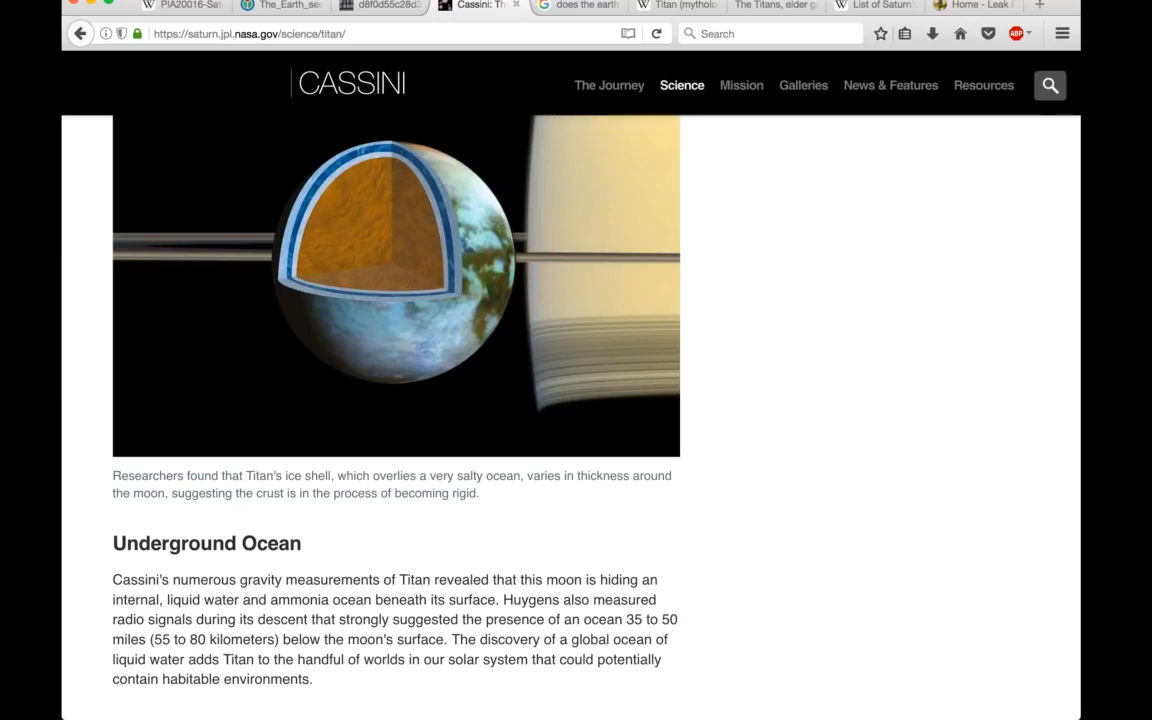 PIA20016-Sat
The_Earth_see
d8f0d55c28d3
Cassini: Th
does the earth
Titan (mytholo
The Titans, elder g
List of Saturn'
Home - Leak
https://saturn.jpl.nasa.gov/science/titan/
Search
ABP
CASSINI
The Journey
Science
Mission
Galleries
News & Features
Resources
Researchers found that Titan's ice shell, which overlies a very salty ocean, varies in thickness around
the moon, suggesting the crust is in the process of becoming rigid.
Underground Ocean
Cassini's numerous gravity measurements of Titan revealed that this moon is hiding an
internal, liquid water and ammonia ocean beneath its surface. Huygens also measured
radio signals during its descent that strongly suggested the presence of an ocean 35 to 50
miles (55 to 80 kilometers) below the moon's surface. The discovery of a global ocean of
liquid water adds Titan to the handful of worlds in our solar system that could potentially
contain habitable environments.